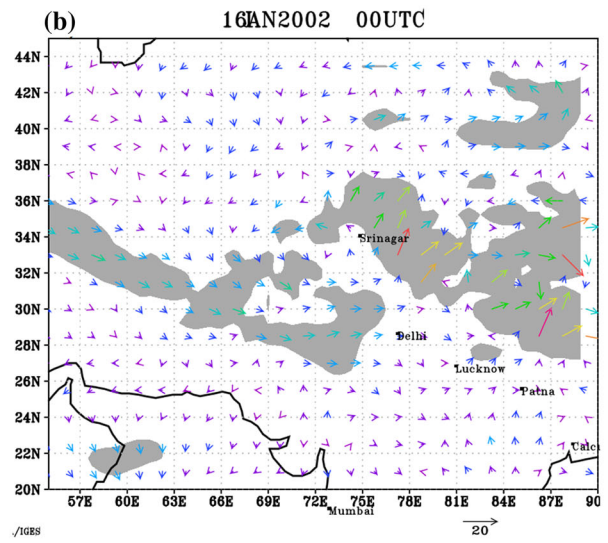 (b) 16JAN2002 00UTC
44N
42N
40N
38N
36N
34N
32N
30N
28N
26N
24N
22N
20N
Srinagar
Delhi
Lucknow
Patna
Calc
57E 60E 63E 66E 69E 72E 75E 78E 81E 84E 87E 90
Mumbai
./IGES
20